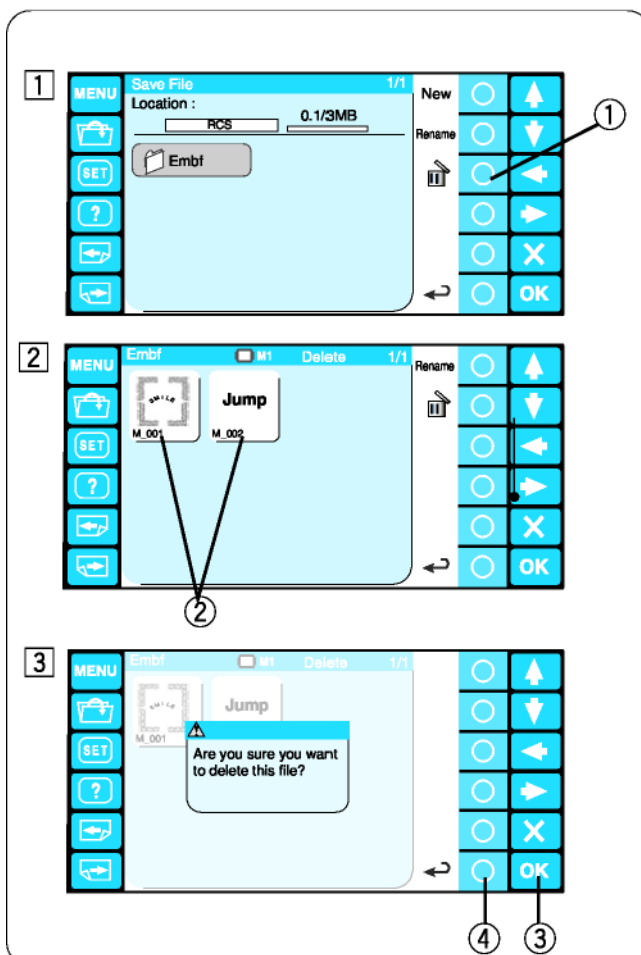 1
MENU
Save File 1/1
Location :
RCS 0.1/3MB
Embf
New
Rename
SET
?
OK
1
2
MENU
Embf M1 Delete 1/1
Rename
SMILE
M_001
Jump
M_002
SET
?
OK
2
3
MENU
Embf M1 Delete 1/1
SMILE
M_001
Jump
Are you sure you want
to delete this file?
SET
?
OK
4 3